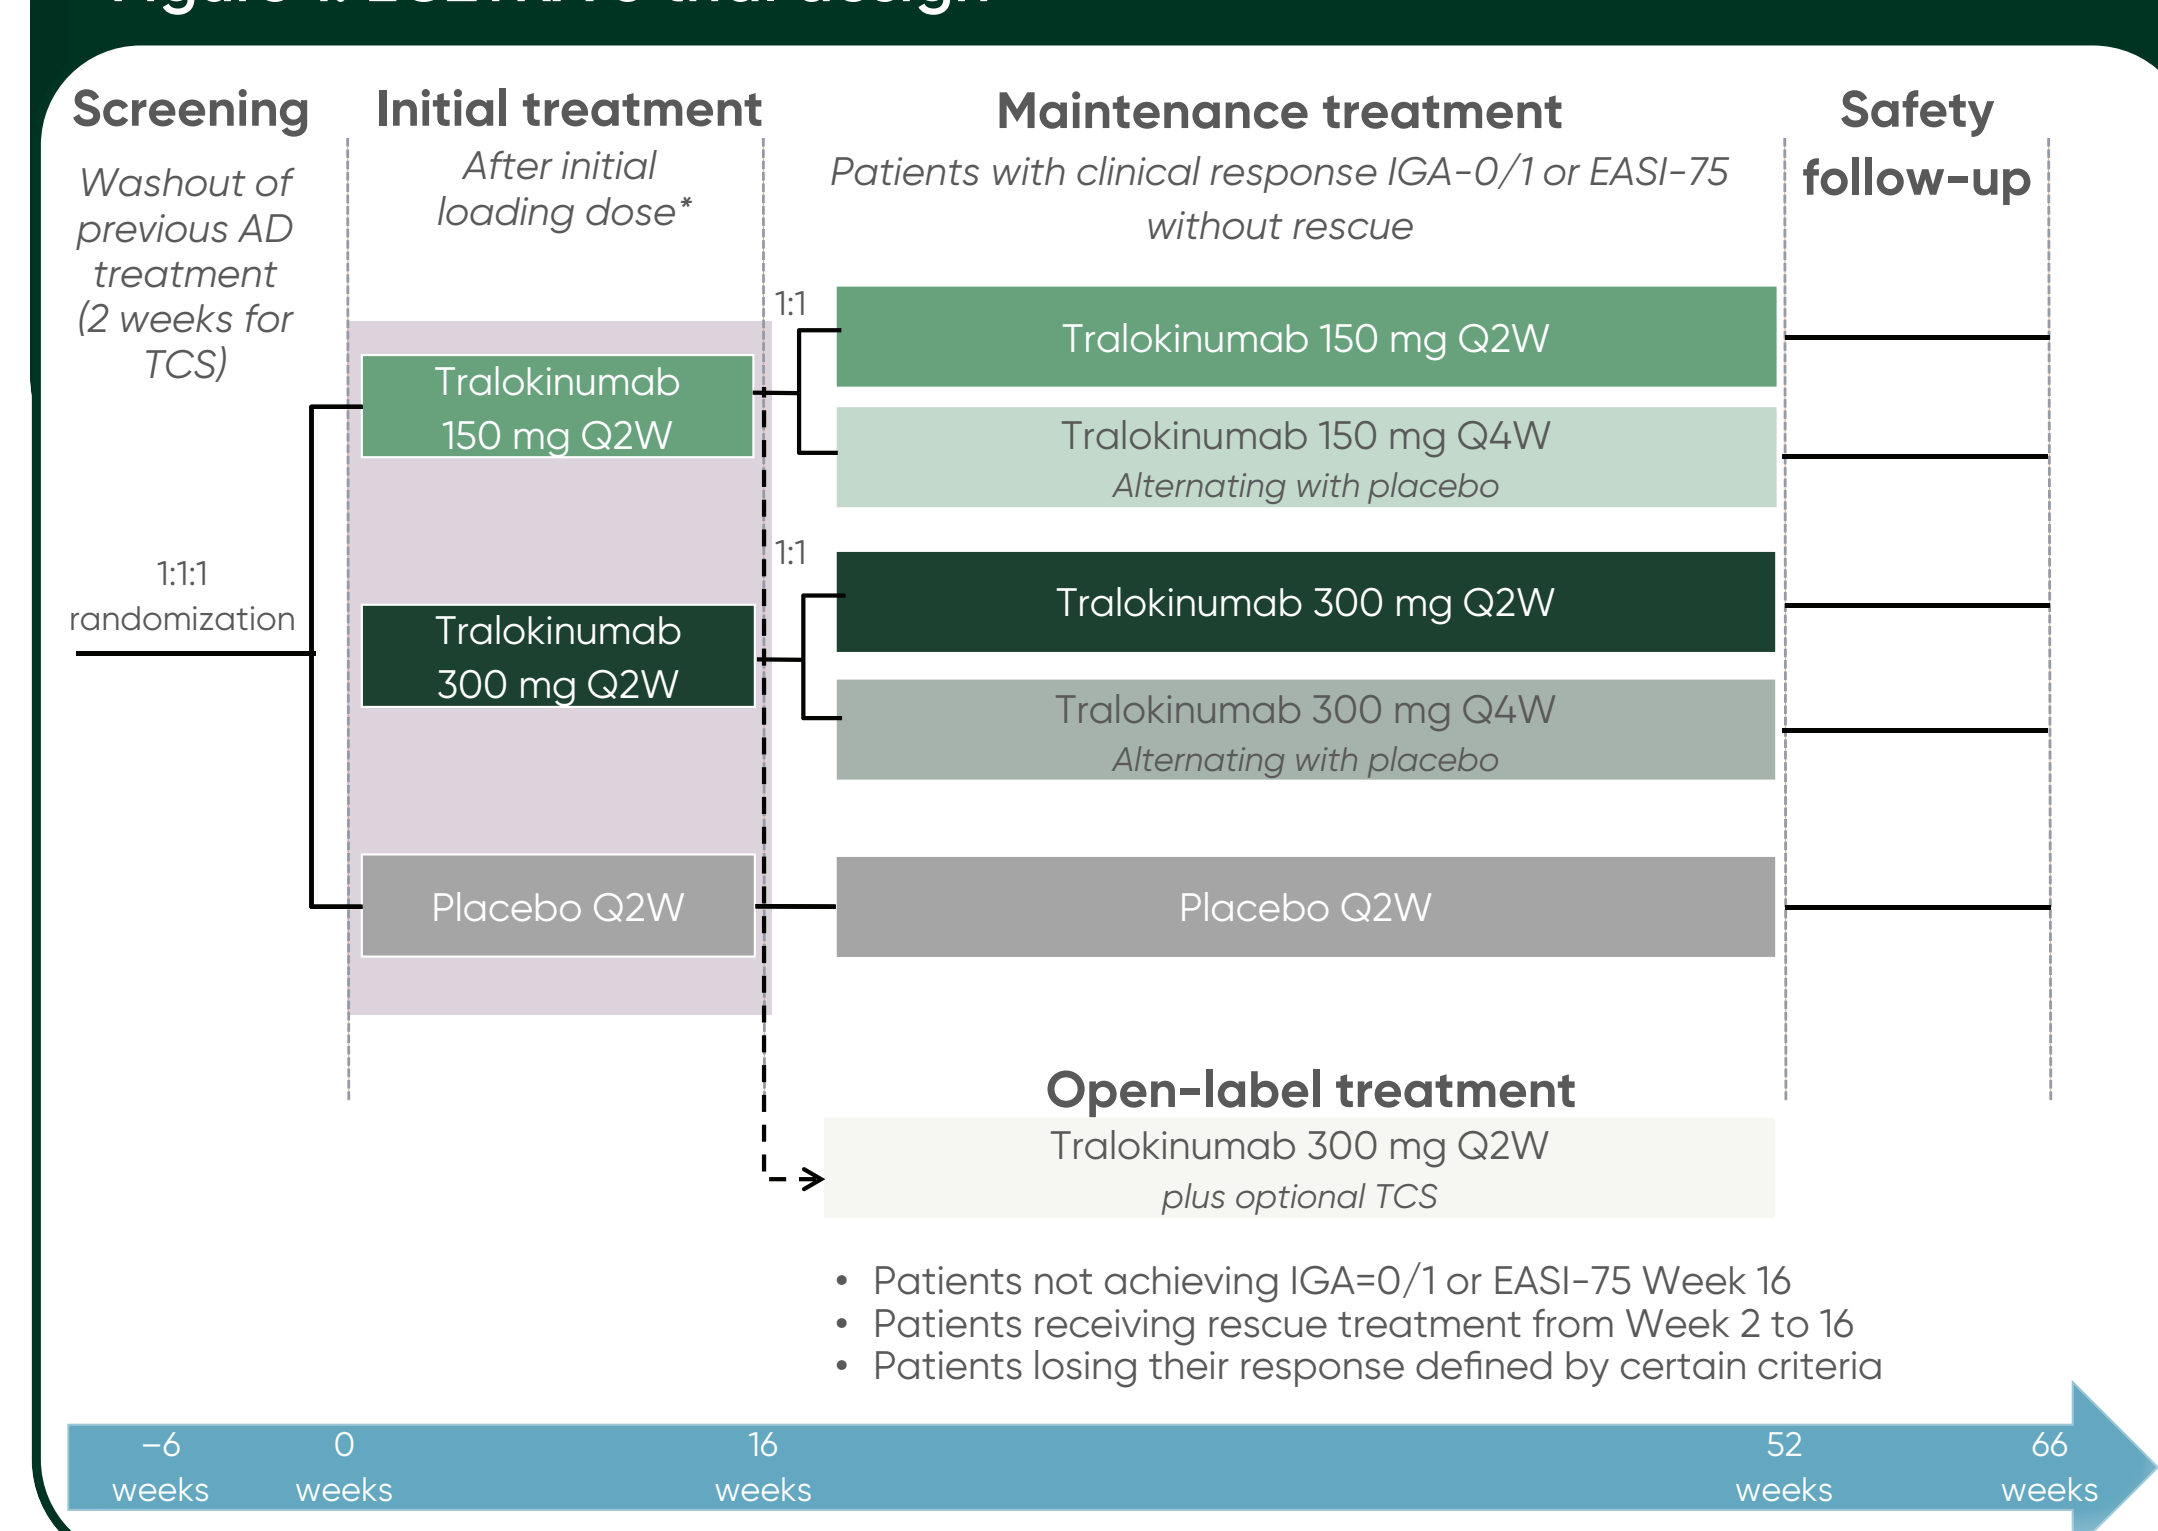 Screening
Washout of
previous AD
treatment
(2 weeks for
TCS)
1:1:1
randomization
Initial treatment
After initial
loading dose*
Tralokinumab
150 mg Q2W
Tralokinumab
300 mg Q2W
Placebo Q2W
Maintenance treatment
Patients with clinical response IGA-0/1 or EASI-75
without rescue
1:1
Tralokinumab 150 mg Q2W
Tralokinumab 150 mg Q4W
Alternating with placebo
1:1
Tralokinumab 300 mg Q2W
Tralokinumab 300 mg Q4W
Alternating with placebo
Placebo Q2W
Safety
follow-up
Open-label treatment
Tralokinumab 300 mg Q2W
plus optional TCS
• Patients not achieving IGA=0/1 or EASI-75 Week 16
• Patients receiving rescue treatment from Week 2 to 16
• Patients losing their response defined by certain criteria
–6
weeks
0
weeks
16
weeks
52
weeks
66
weeks